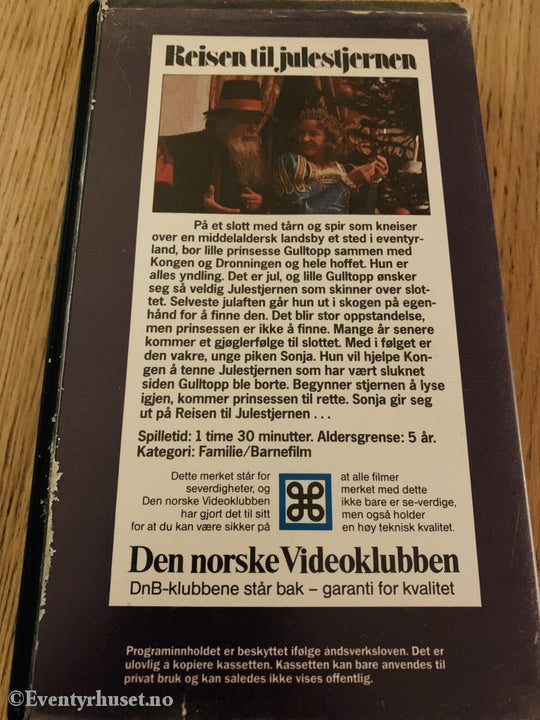 Reisen til julestjernen
På et slott med tårn og spir som kneiser
over en middelaldersk landsby et sted i eventyr-
land, bor lille prinsesse Gulltopp sammen med
Kongen og Dronningen og hele hoffet. Hun er
alles yndling. Det er jul, og lille Gulltopp ønsker
seg så veldig Julestjernen som skinner over slot-
tet. Selveste julaften går hun ut i skogen på egen-
hånd for å finne den. Det blir stor oppstandelse,
men prinsessen er ikke å finne. Mange år senere
kommer et gjøglerfølge til slottet. Med i følget er
den vakre, unge piken Sonja. Hun vil hjelpe Kon-
gen å tenne Julestjernen som har vært sluknet
siden Gulltopp ble borte. Begynner stjernen å lyse
igjen, kommer prinsessen til rette. Sonja gir seg
ut på Reisen til Julestjernen . . .
Spilletid: 1 time 30 minutter. Aldersgrense: 5 år.
Kategori: Familie/Barnefilm
Dette merket står for
severdigheter, og
Den norske Videoklubben
har gjort det til sitt
for at du kan være sikker på
at alle filmer
merket med dette
ikke bare er se-verdige,
men også holder
en høy teknisk kvalitet.
Den norske Videoklubben
DnB-klubbene står bak – garanti for kvalitet
Programinnholdet er beskyttet ifølge åndsverksloven. Det er
ulovlig å kopiere kassetten. Kassetten kan bare anvendes til
privat bruk og kan således ikke vises offentlig.
©Eventyrhuset.no